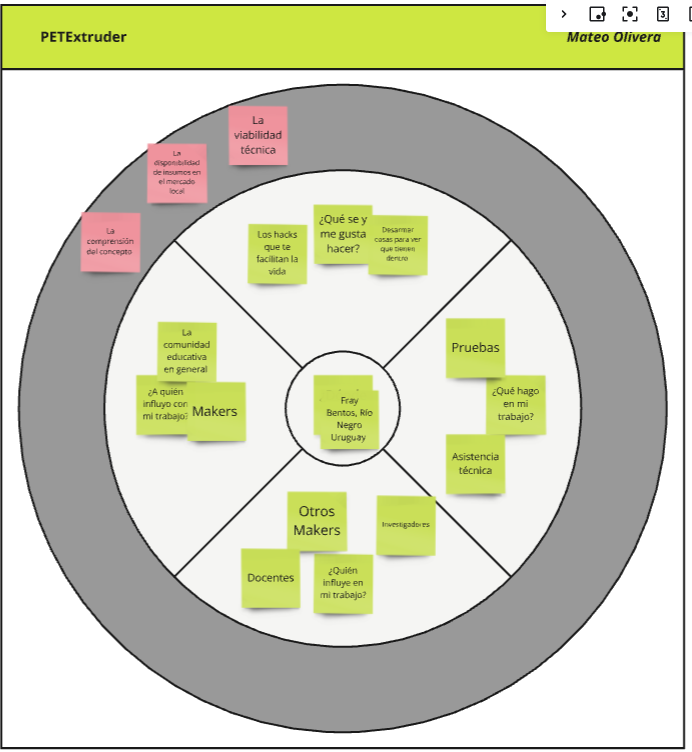 PETExtruder
Mateo Olivera
La
viabilidad
técnica
La
disponibilidad
de insumos en
el mercado
local
La
comprensión
del concepto
Los hacks
que te
facilitan la
vida
¿Qué se y
me gusta
hacer?
Desarmar
cosas para ver
que tienen
dentro
La
comunidad
educativa
en general
¿A quién
influyo con
mi trabajo?
Makers
Fray
Bentos, Río
Negro
Uruguay
Pruebas
¿Qué hago
en mi
trabajo?
Asistencia
técnica
Otros
Makers
Investigadores
Docentes
¿Quién
influye en
mi trabajo?